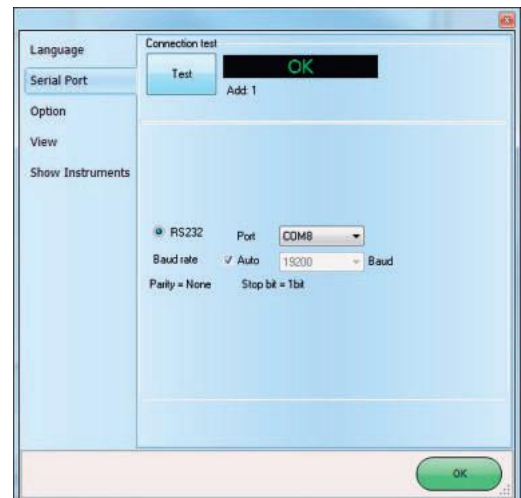 Language
Serial Port
Option
View
Show Instruments
Connection test
Test
OK
Add: 1
RS232 Port COM8
Baud rate Auto 19200 Baud
Parity = None Stop bit = 1bit
OK